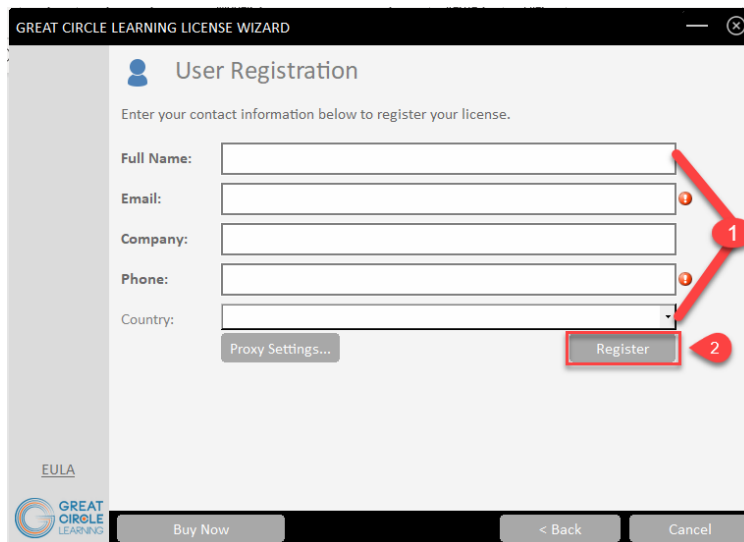 GREAT CIRCLE LEARNING LICENSE WIZARD
User Registration
Enter your contact information below to register your license.
Full Name:
Email:
Company:
1
Phone:
Country:
Proxy Settings...
Register
2
EULA
GREAT
CIRCLE
LEARNING
Buy Now
< Back
Cancel